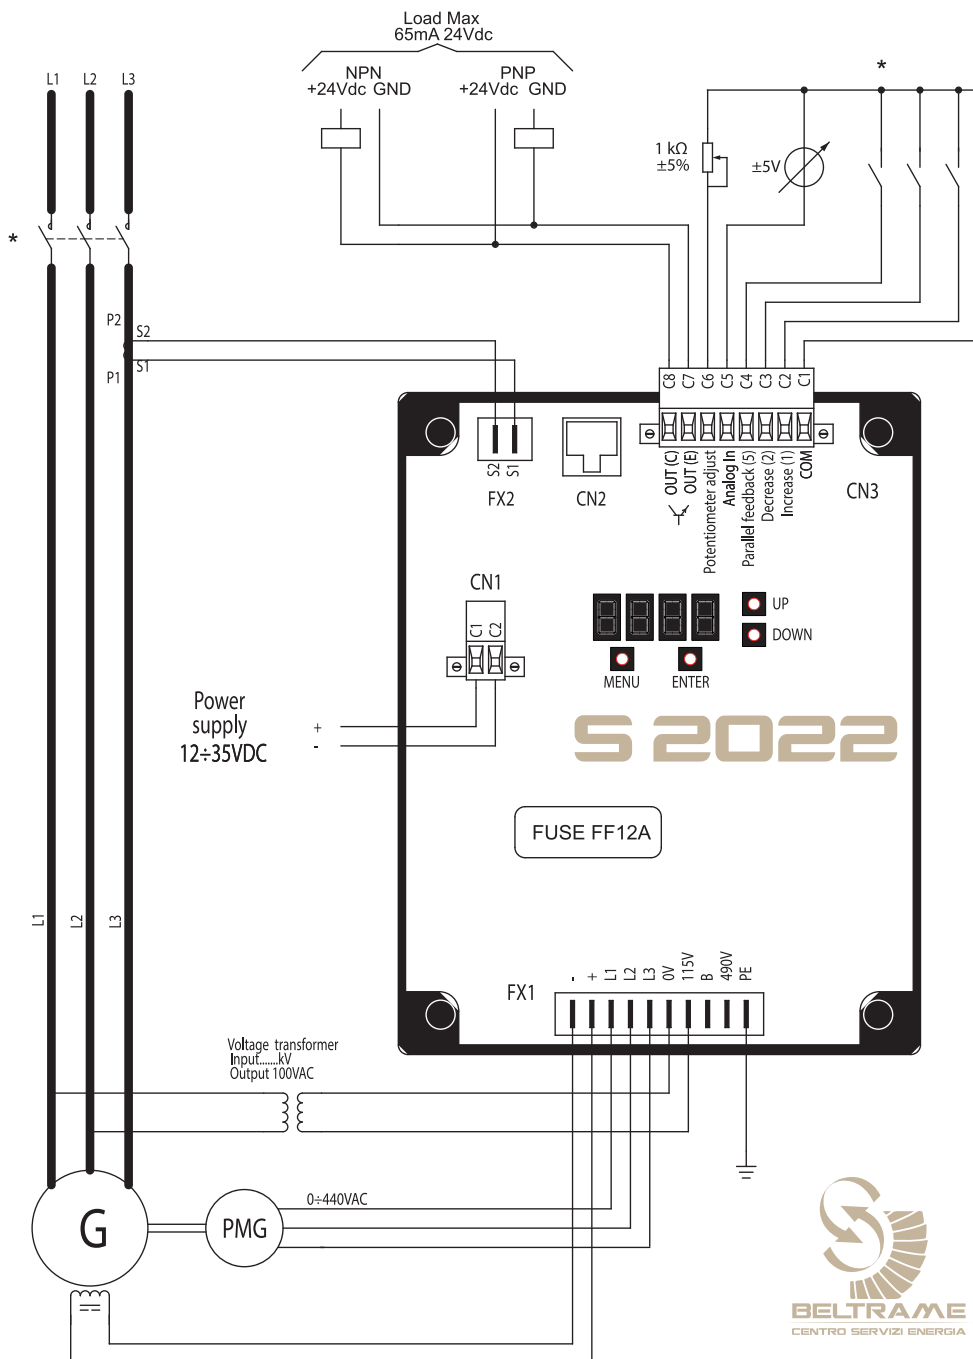 Load Max
65mA 24Vdc
NPN
+24Vdc GND
PNP
+24Vdc GND
L1
L2
L3
*
1 kΩ
±5%
±5V
*
P2
S2
P1
S1
C8
C7
C6
C5
C4
C3
C2
C1
S2
S1
FX2
CN2
OUT (C)
OUT (E)
Potentiometer adjust
Analog In
Parallel feedback (5)
Decrease (2)
Increase (1)
COM
CN3
CN1
C1
C2
UP
DOWN
MENU
ENTER
Power
supply
12÷35VDC
+
-
S 2022
FUSE FF12A
L1
L2
L3
FX1
-
+
L1
L2
L3
0V
115V
B
490V
PE
Voltage transformer
Input.......kV
Output 100VAC
0÷440VAC
G
PMG
BELTRAME
CENTRO SERVIZI ENERGIA